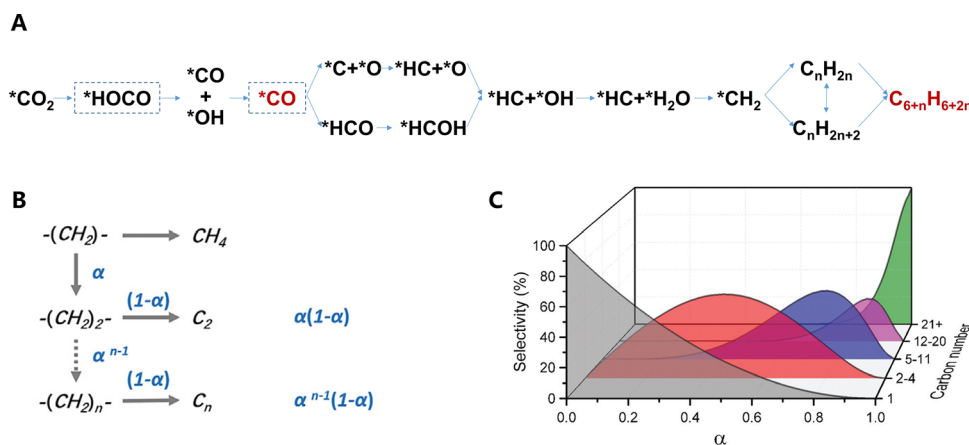 A
*CO2 *HOCO *CO + *OH *CO *C+*O *HC+*O *HCO *HCOH *HC+*OH *HC+*H2O *CH2 CnH2n CnH2n+2 C6+nH6+2n
B
-(CH2)- CH4
α
-(CH2)2- (1-α) C2 α(1-α)
α n-1
-(CH2)n- (1-α) Cn α n-1(1-α)
C
Selectivity (%)
100
80
60
40
20
0
0.0 0.2 0.4 0.6 0.8 1.0
α
21+
12-20
5-11
2-4
1
Carbon number